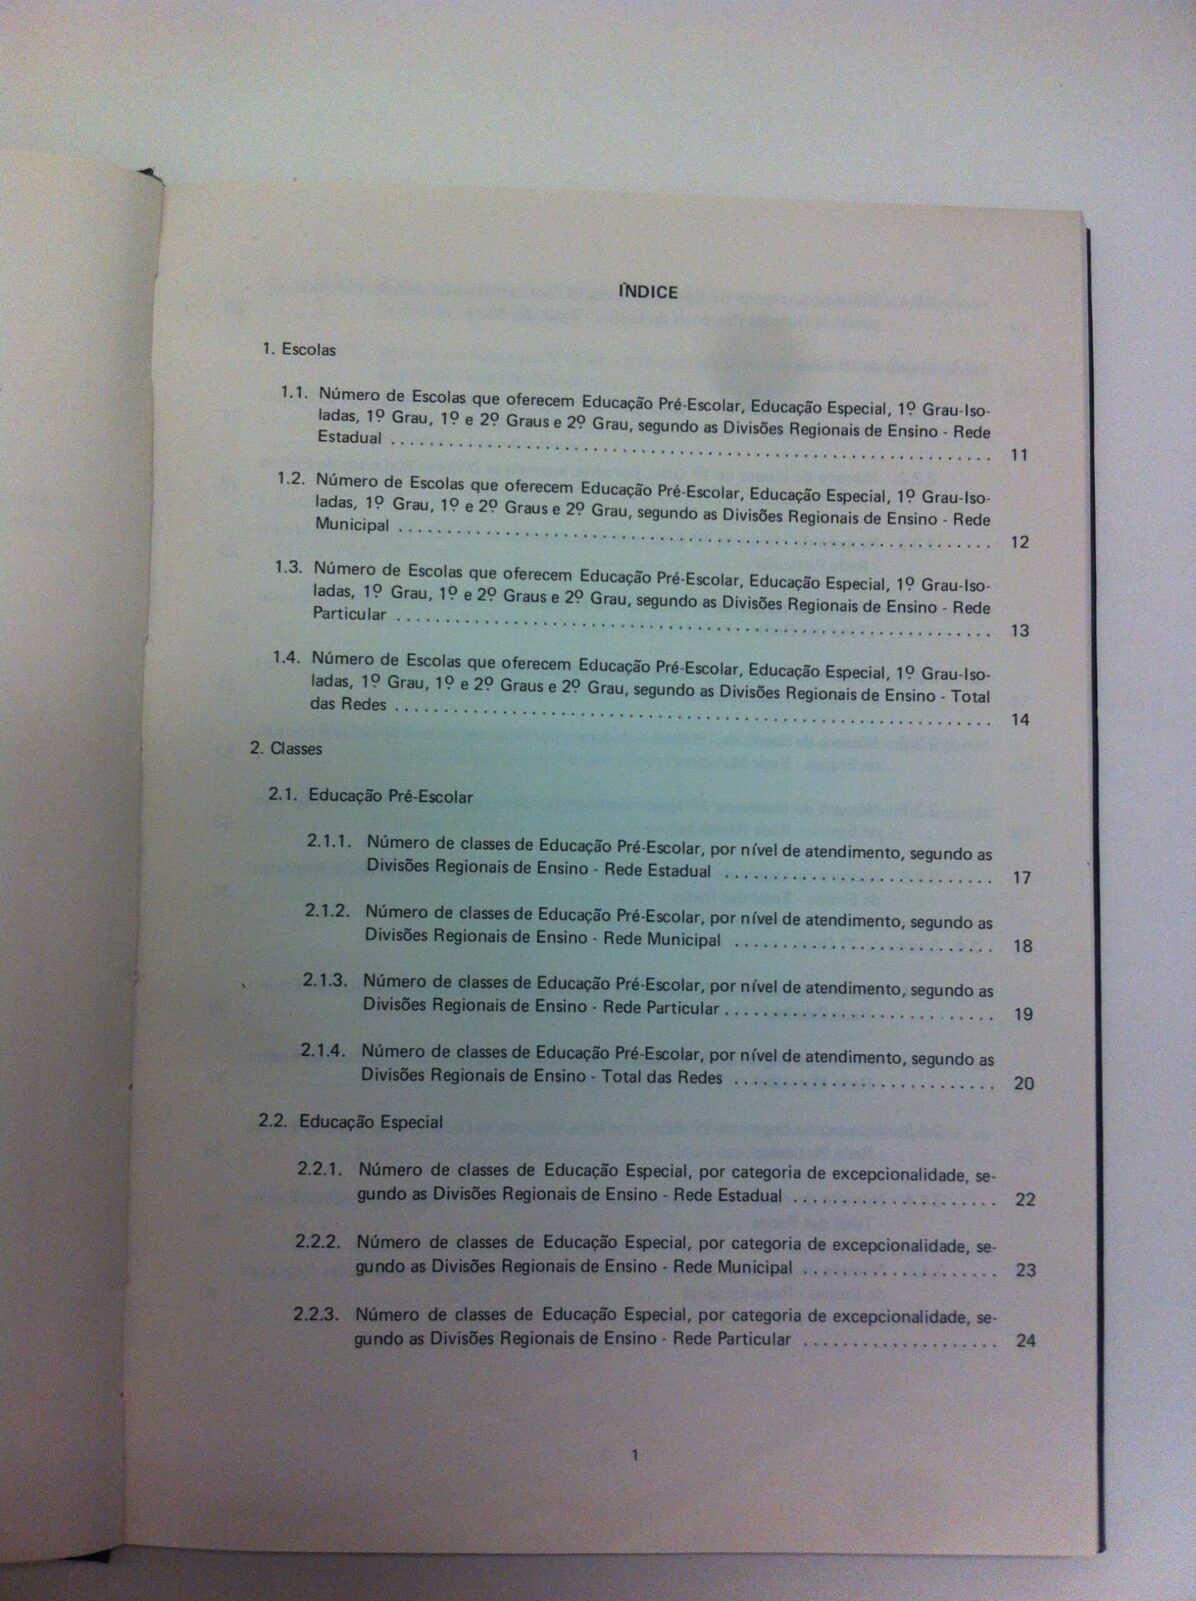 ÍNDICE
1. Escolas
1.1. Número de Escolas que oferecem Educação Pré-Escolar, Educação Especial, 1º Grau-Iso-
ladas, 1º Grau, 1º e 2º Graus e 2º Grau, segundo as Divisões Regionais de Ensino - Rede
Estadual ............................................................ 11
1.2. Número de Escolas que oferecem Educação Pré-Escolar, Educação Especial, 1º Grau-Iso-
ladas, 1º Grau, 1º e 2º Graus e 2º Grau, segundo as Divisões Regionais de Ensino - Rede
Municipal ............................................................ 12
1.3. Número de Escolas que oferecem Educação Pré-Escolar, Educação Especial, 1º Grau-Iso-
ladas, 1º Grau, 1º e 2º Graus e 2º Grau, segundo as Divisões Regionais de Ensino - Rede
Particular ............................................................ 13
1.4. Número de Escolas que oferecem Educação Pré-Escolar, Educação Especial, 1º Grau-Iso-
ladas, 1º Grau, 1º e 2º Graus e 2º Grau, segundo as Divisões Regionais de Ensino - Total
das Redes ............................................................ 14
2. Classes
2.1. Educação Pré-Escolar
2.1.1. Número de classes de Educação Pré-Escolar, por nível de atendimento, segundo as
Divisões Regionais de Ensino - Rede Estadual ............................ 17
2.1.2. Número de classes de Educação Pré-Escolar, por nível de atendimento, segundo as
Divisões Regionais de Ensino - Rede Municipal ........................... 18
2.1.3. Número de classes de Educação Pré-Escolar, por nível de atendimento, segundo as
Divisões Regionais de Ensino - Rede Particular ............................ 19
2.1.4. Número de classes de Educação Pré-Escolar, por nível de atendimento, segundo as
Divisões Regionais de Ensino - Total das Redes ........................... 20
2.2. Educação Especial
2.2.1. Número de classes de Educação Especial, por categoria de excepcionalidade, se-
gundo as Divisões Regionais de Ensino - Rede Estadual ..................... 22
2.2.2. Número de classes de Educação Especial, por categoria de excepcionalidade, se-
gundo as Divisões Regionais de Ensino - Rede Municipal .................... 23
2.2.3. Número de classes de Educação Especial, por categoria de excepcionalidade, se-
gundo as Divisões Regionais de Ensino - Rede Particular .................... 24
1